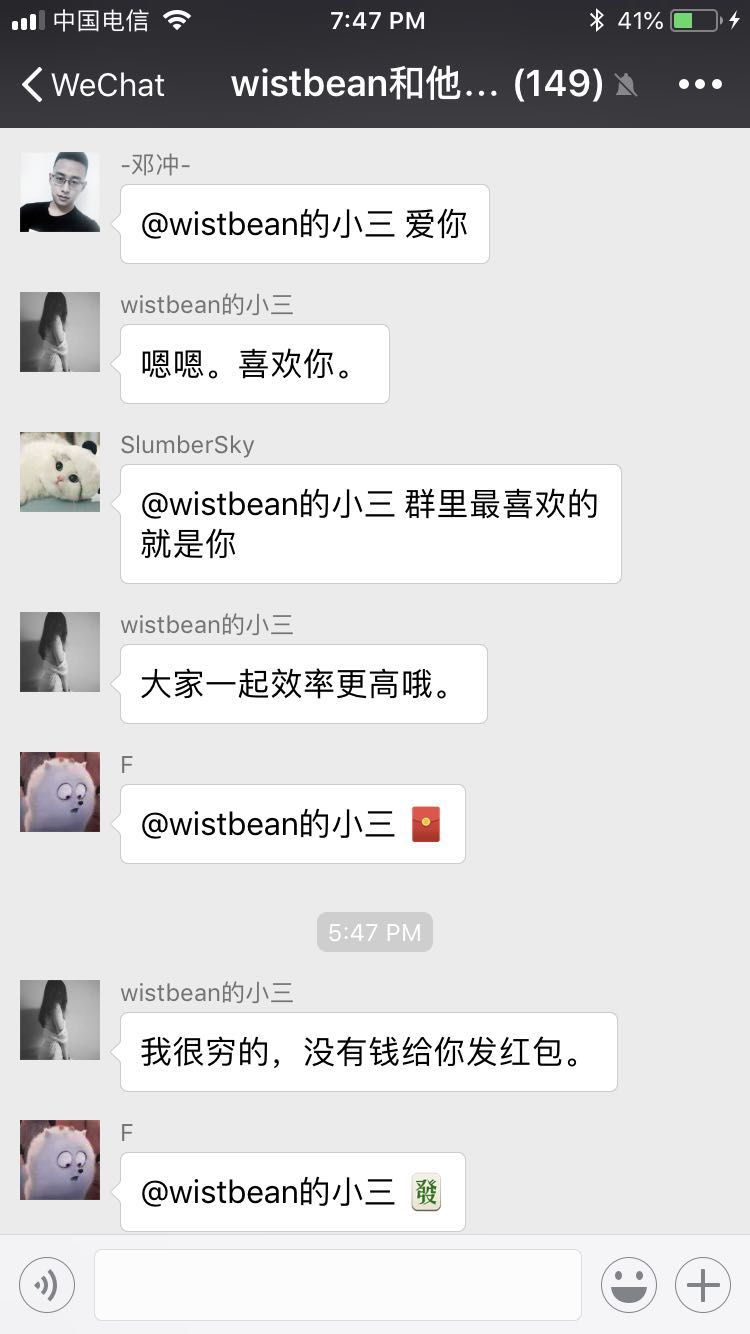 中国电信 7:47 PM 41%
WeChat wistbean和他... (149)
-邓冲-
@wistbean的小三 爱你
wistbean的小三
嗯嗯。喜欢你。
SlumberSky
@wistbean的小三 群里最喜欢的
就是你
wistbean的小三
大家一起效率更高哦。
F
@wistbean的小三
5:47 PM
wistbean的小三
我很穷的，没有钱给你发红包。
F
@wistbean的小三 發